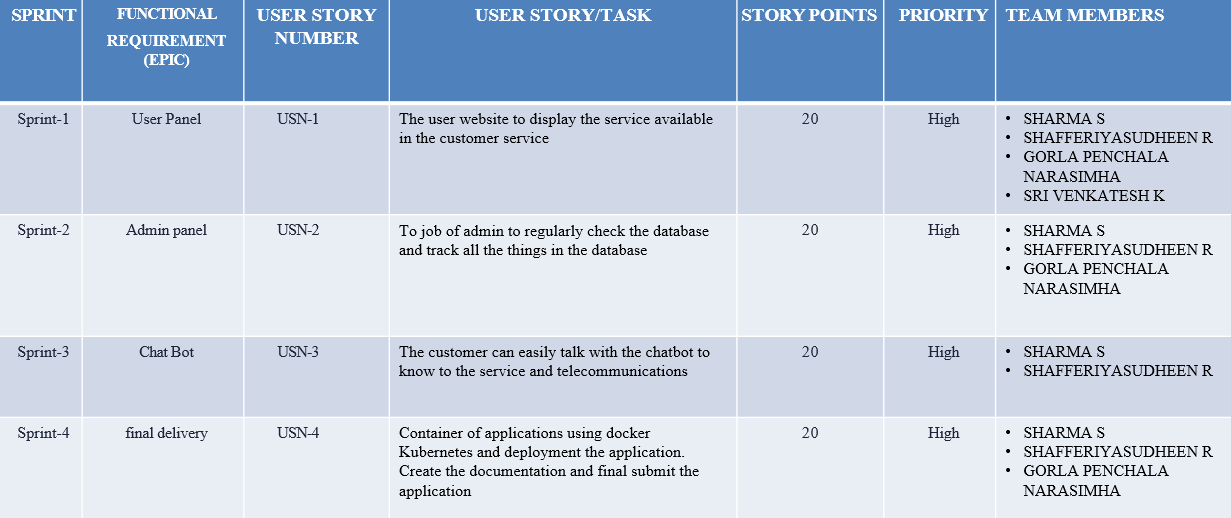 SPRINT
FUNCTIONAL
REQUIREMENT
(EPIC)
USER STORY
NUMBER
USER STORY/TASK
STORY POINTS
PRIORITY
TEAM MEMBERS
Sprint-1
User Panel
USN-1
The user website to display the service available
in the customer service
20
High
• SHARMA S
• SHAFFERIYASUDHEEN R
• GORLA PENCHALA
NARASIMHA
• SRI VENKATESH K
Sprint-2
Admin panel
USN-2
To job of admin to regularly check the database
and track all the things in the database
20
High
• SHARMA S
• SHAFFERIYASUDHEEN R
• GORLA PENCHALA
NARASIMHA
Sprint-3
Chat Bot
USN-3
The customer can easily talk with the chatbot to
know to the service and telecommunications
20
High
• SHARMA S
• SHAFFERIYASUDHEEN R
Sprint-4
final delivery
USN-4
Container of applications using docker
Kubernetes and deployment the application.
Create the documentation and final submit the
application
20
High
• SHARMA S
• SHAFFERIYASUDHEEN R
• GORLA PENCHALA
NARASIMHA